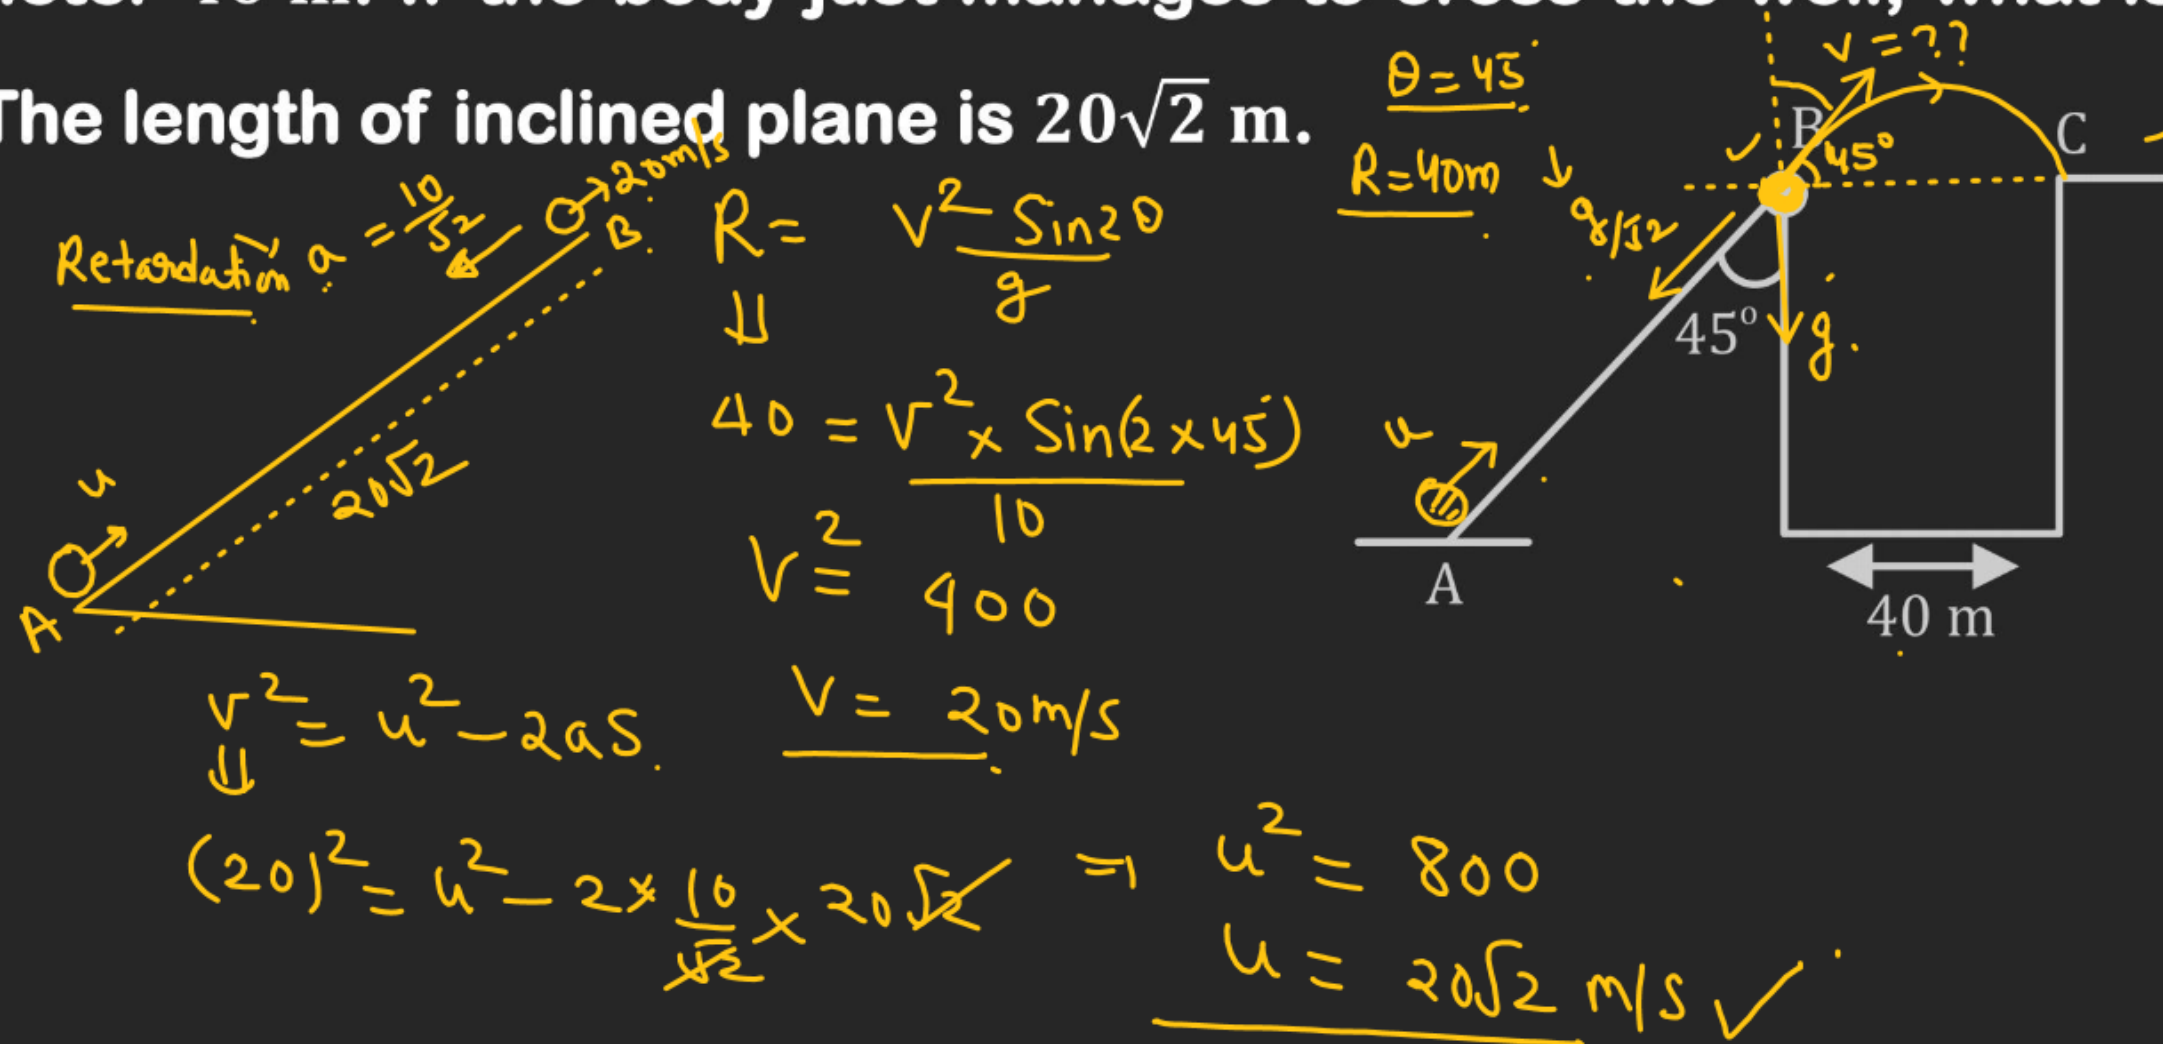 The length of inclined plane is 20√2 m.
θ = 45°
R = 40m
Retardation a = 10/√2
20m/s
B.
u
A
20√2
R = v² Sin2θ / g
⇓
40 = v² × Sin(2×45) / 10
v² = 400
v = 20m/s
v² = u² - 2as.
⇓
(20)² = u² - 2 × 10/√2 × 20√2 ⇒ u² = 800
u = 20√2 m/s ✓
v = ??
B
45°
C
g/√2
45°
g.
u
A
40 m